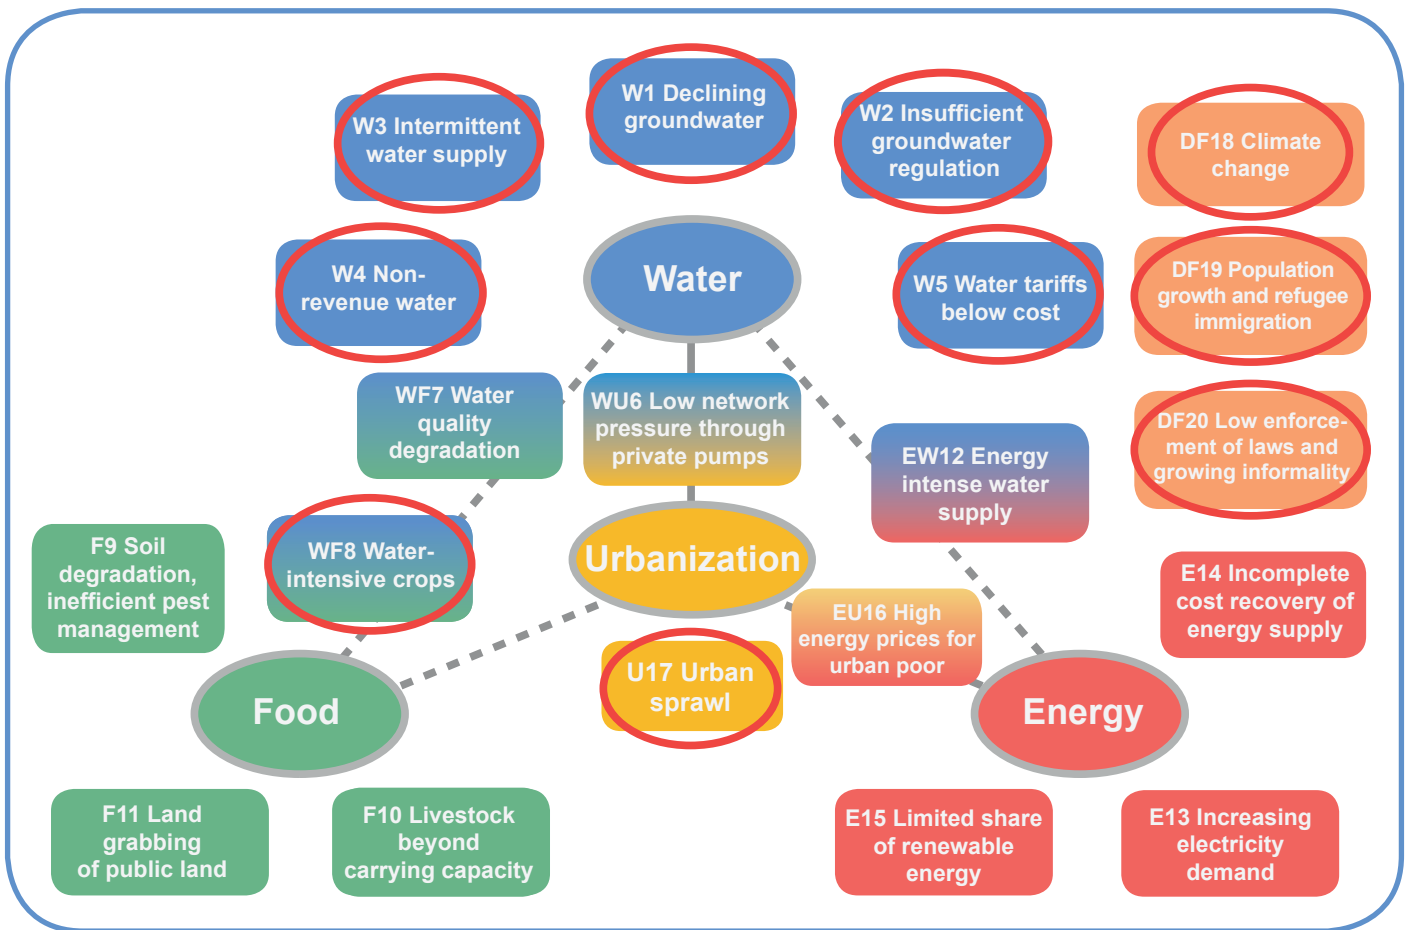 W1 Declining
groundwater
W3 Intermittent
water supply
W2 Insufficient
groundwater
regulation
DF18 Climate
change
W4 Non-
revenue water
Water
W5 Water tariffs
below cost
DF19 Population
growth and refugee
immigration
WF7 Water
quality
degradation
WU6 Low network
pressure through
private pumps
EW12 Energy
intense water
supply
DF20 Low enforce-
ment of laws and
growing informality
F9 Soil
degradation,
inefficient pest
management
WF8 Water-
intensive crops
Urbanization
EU16 High
energy prices for
urban poor
E14 Incomplete
cost recovery of
energy supply
Food
U17 Urban
sprawl
Energy
F11 Land
grabbing
of public land
F10 Livestock
beyond
carrying capacity
E15 Limited share
of renewable
energy
E13 Increasing
electricity
demand